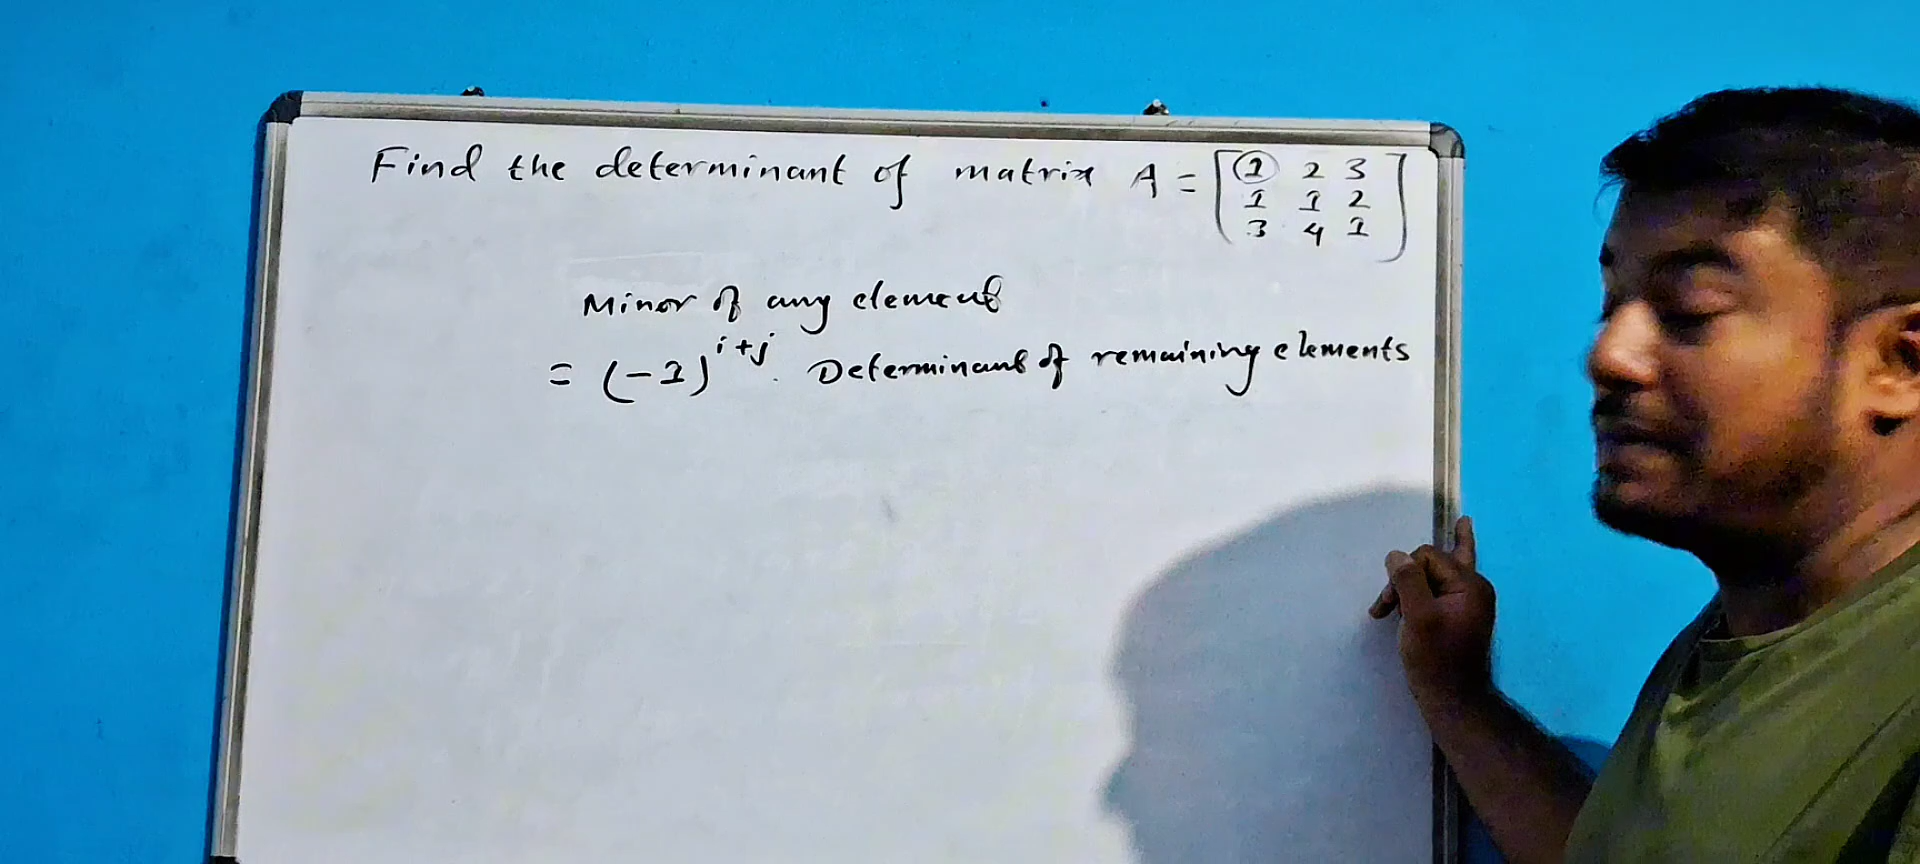 Find the determinant of matrix A = [1 2 3
1 1 2
3 4 1]
Minor of any element
= (-1)^i+j . Determinant of remaining elements